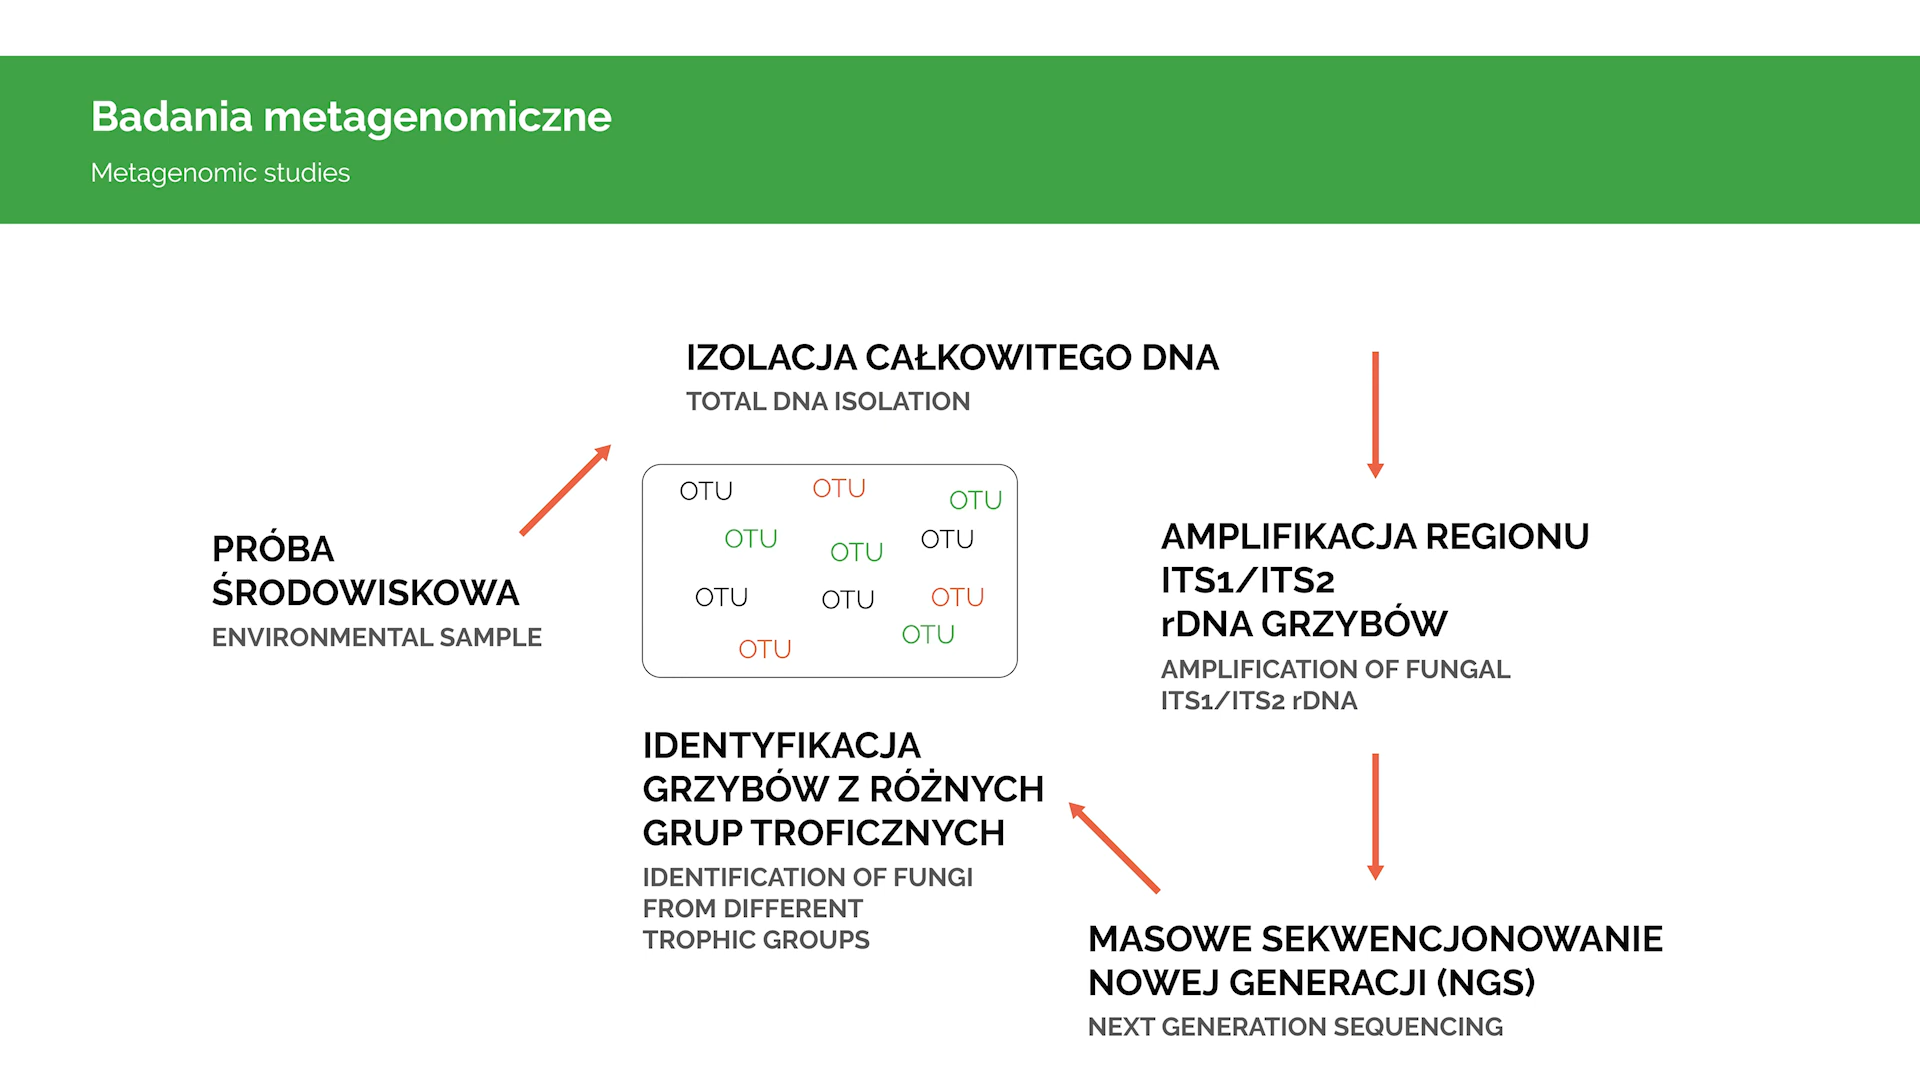 Badania metagenomiczne
Metagenomic studies
IZOLACJA CAŁKOWITEGO DNA
TOTAL DNA ISOLATION
PRÓBA
ŚRODOWISKOWA
ENVIRONMENTAL SAMPLE
OTU OTU OTU
OTU OTU OTU
OTU OTU OTU
OTU OTU
AMPLIFIKACJA REGIONU
ITS1/ITS2
rDNA GRZYBÓW
AMPLIFICATION OF FUNGAL
ITS1/ITS2 rDNA
IDENTYFIKACJA
GRZYBÓW Z RÓŻNYCH
GRUP TROFICZNYCH
IDENTIFICATION OF FUNGI
FROM DIFFERENT
TROPHIC GROUPS
MASOWE SEKWENCJONOWANIE
NOWEJ GENERACJI (NGS)
NEXT GENERATION SEQUENCING